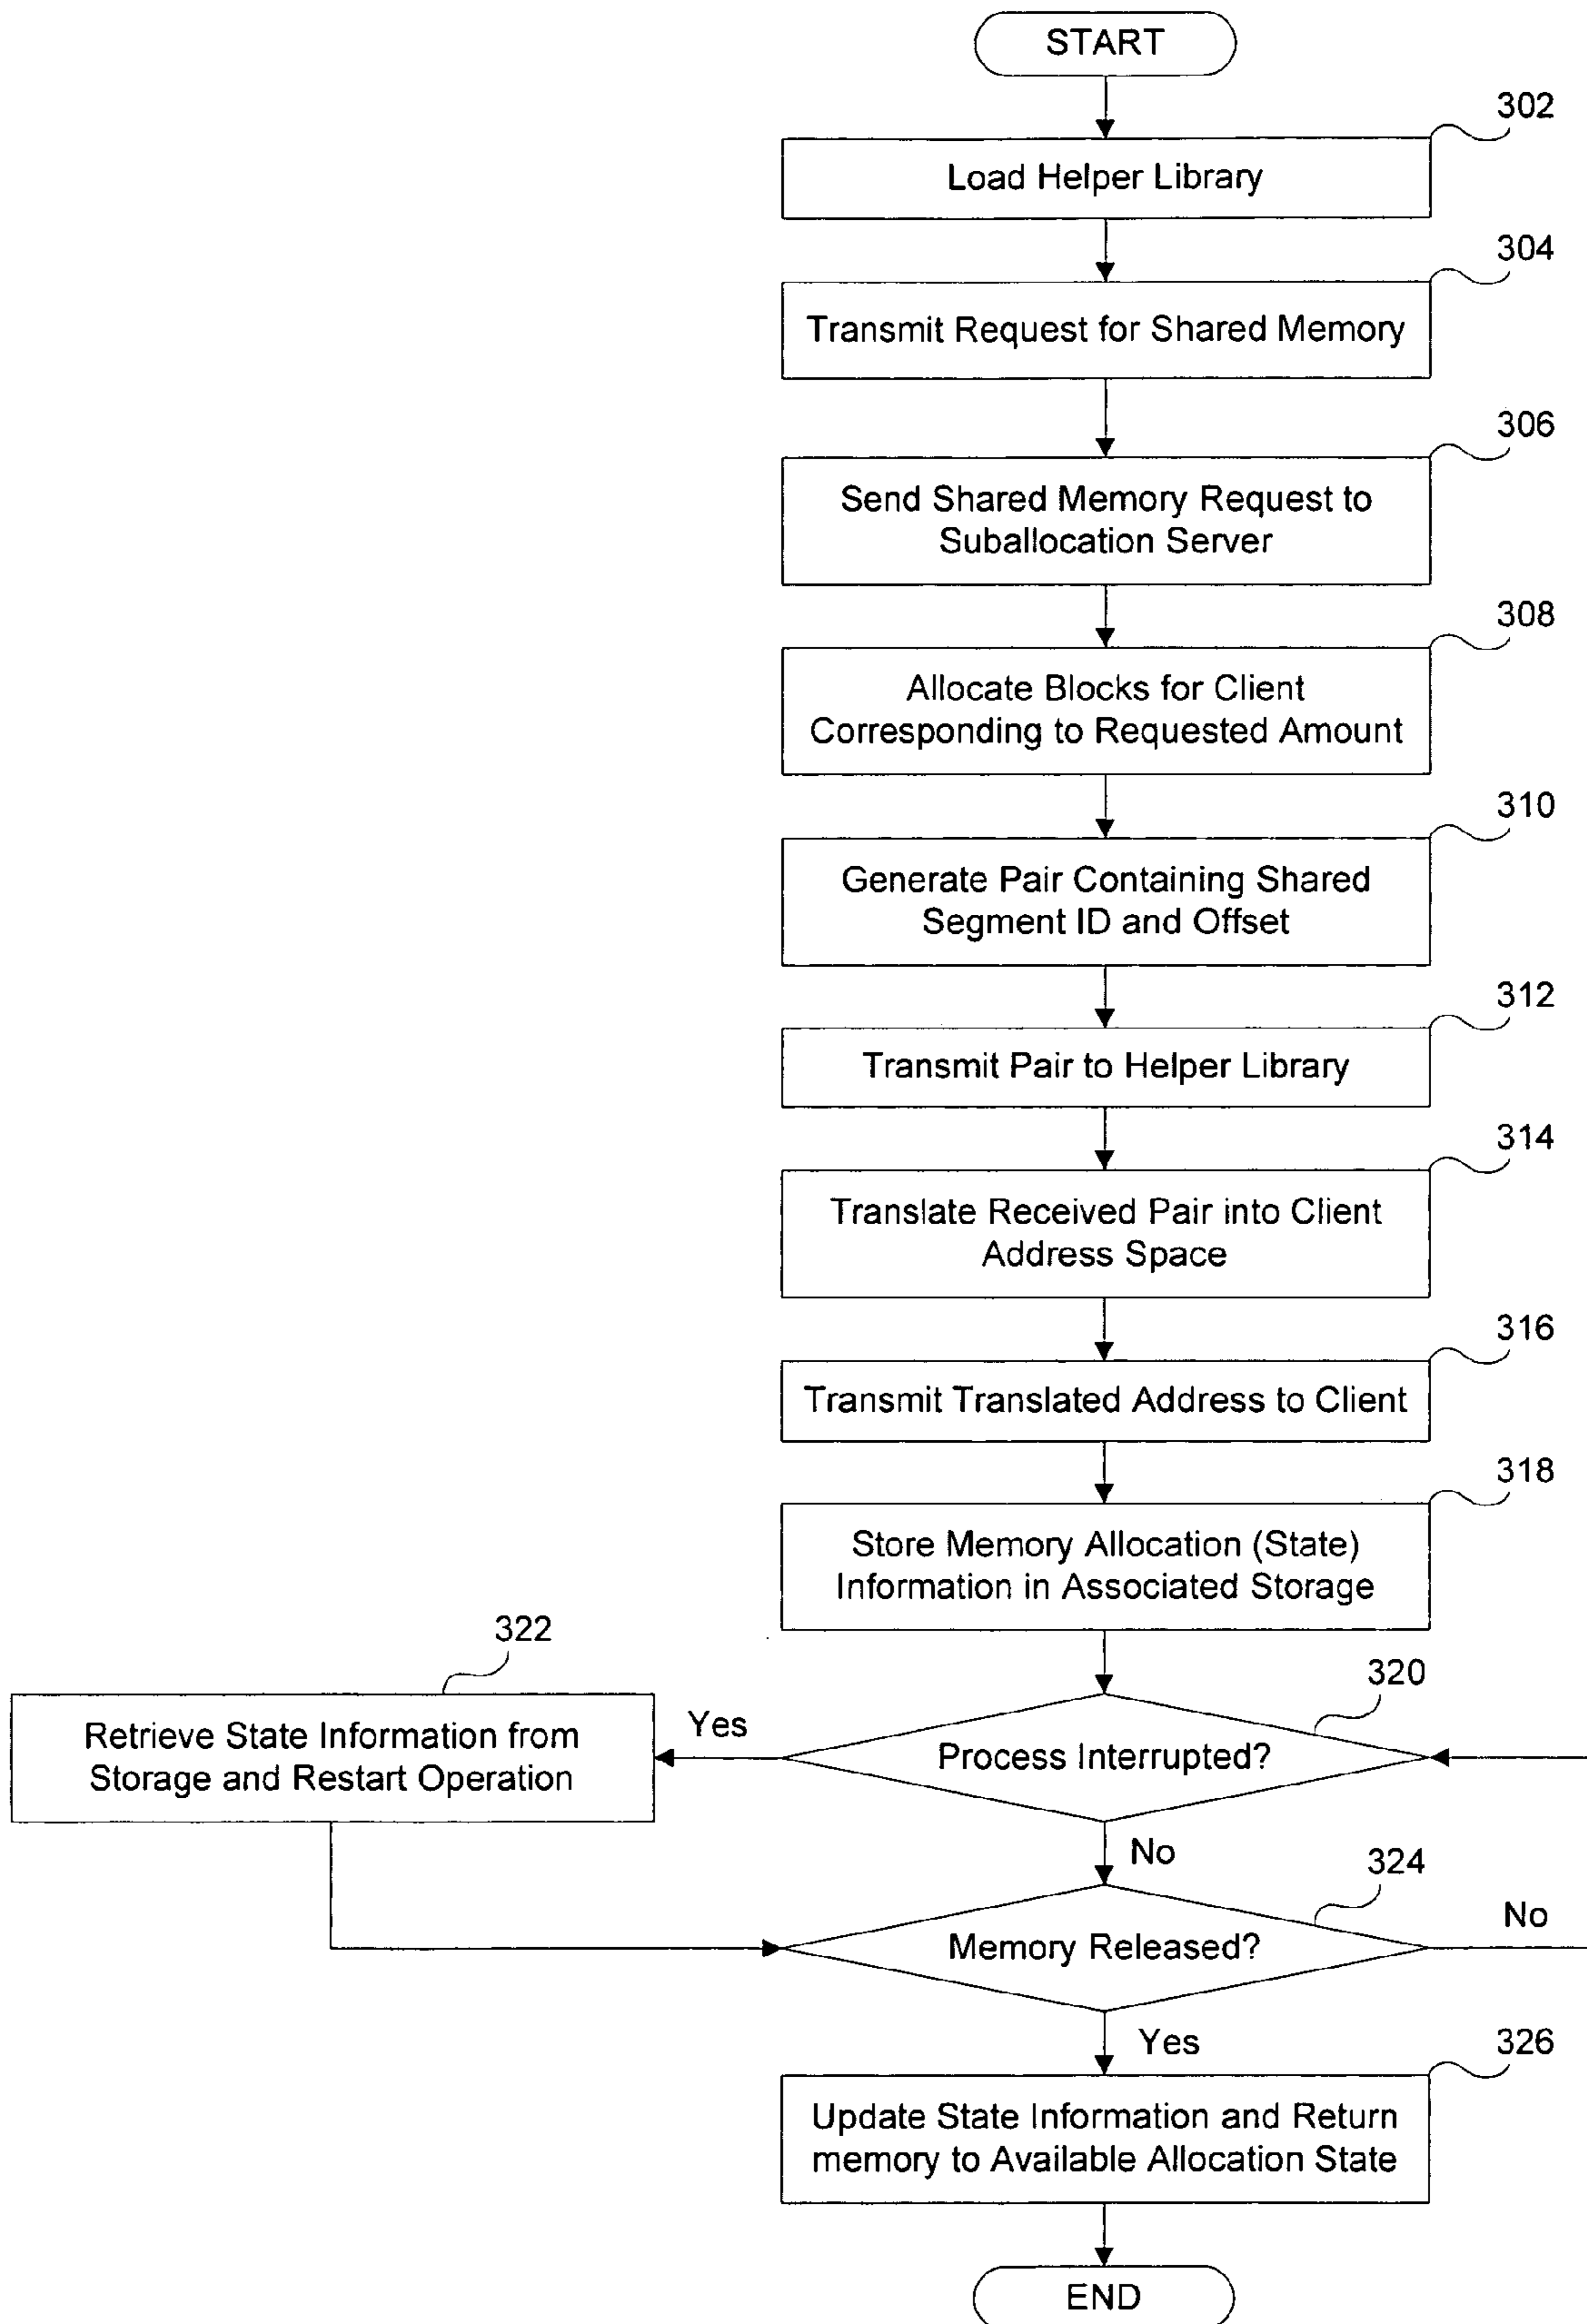 START
302
Load Helper Library
304
Transmit Request for Shared Memory
306
Send Shared Memory Request to
Suballocation Server
308
Allocate Blocks for Client
Corresponding to Requested Amount
310
Generate Pair Containing Shared
Segment ID and Offset
312
Transmit Pair to Helper Library
314
Translate Received Pair into Client
Address Space
316
Transmit Translated Address to Client
318
Store Memory Allocation (State)
Information in Associated Storage
322
Retrieve State Information from
Storage and Restart Operation
Yes
320
Process Interrupted?
No
324
Memory Released?
No
Yes
326
Update State Information and Return
memory to Available Allocation State
END